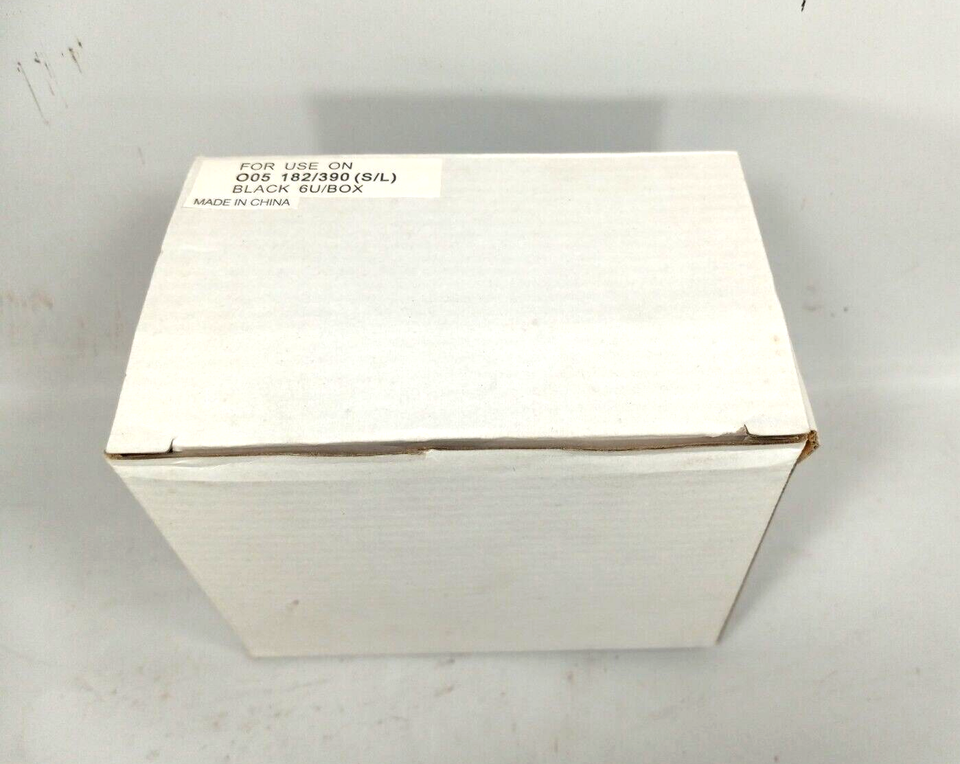 FOR USE ON
O05 182/390 (S/L)
BLACK 6U/BOX
MADE IN CHINA